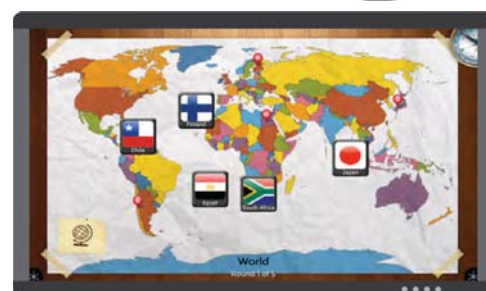 Finland
Chile
Japan
Egypt
South Africa
World
Round 1 of 5